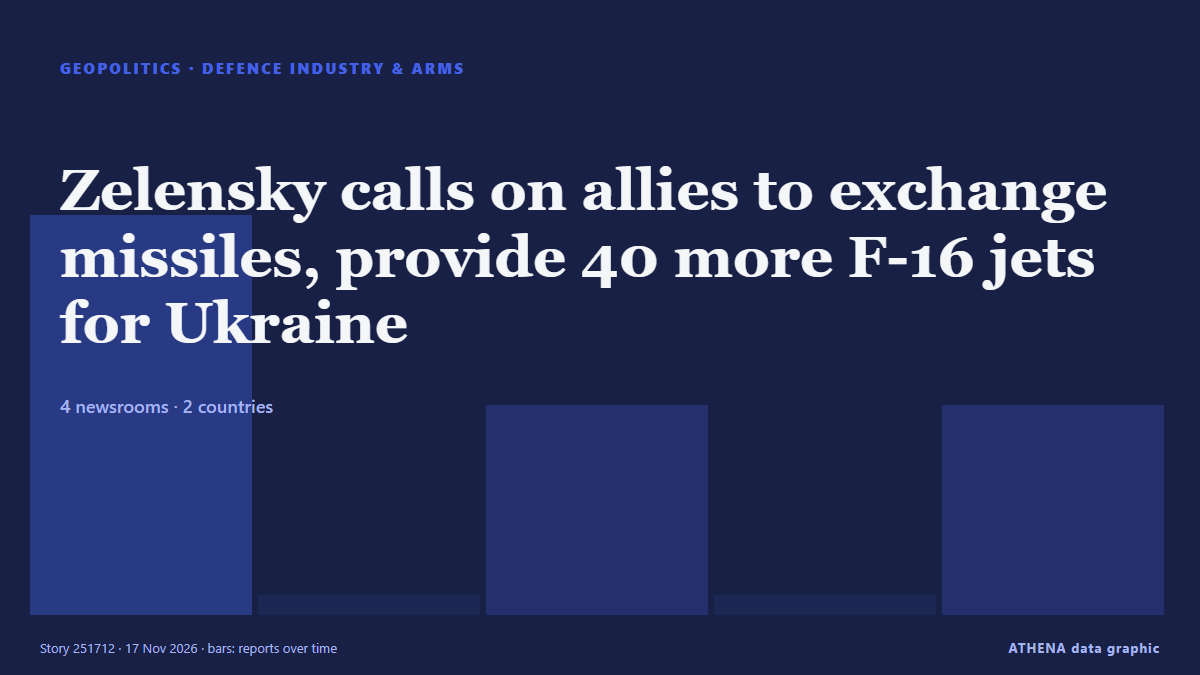 GEOPOLITICS · DEFENCE INDUSTRY & ARMS
Zelensky calls on allies to exchange
missiles, provide 40 more F-16 jets
for Ukraine
4 newsrooms · 2 countries
Story 251712 · 17 Nov 2026 · bars: reports over time
ATHENA data graphic